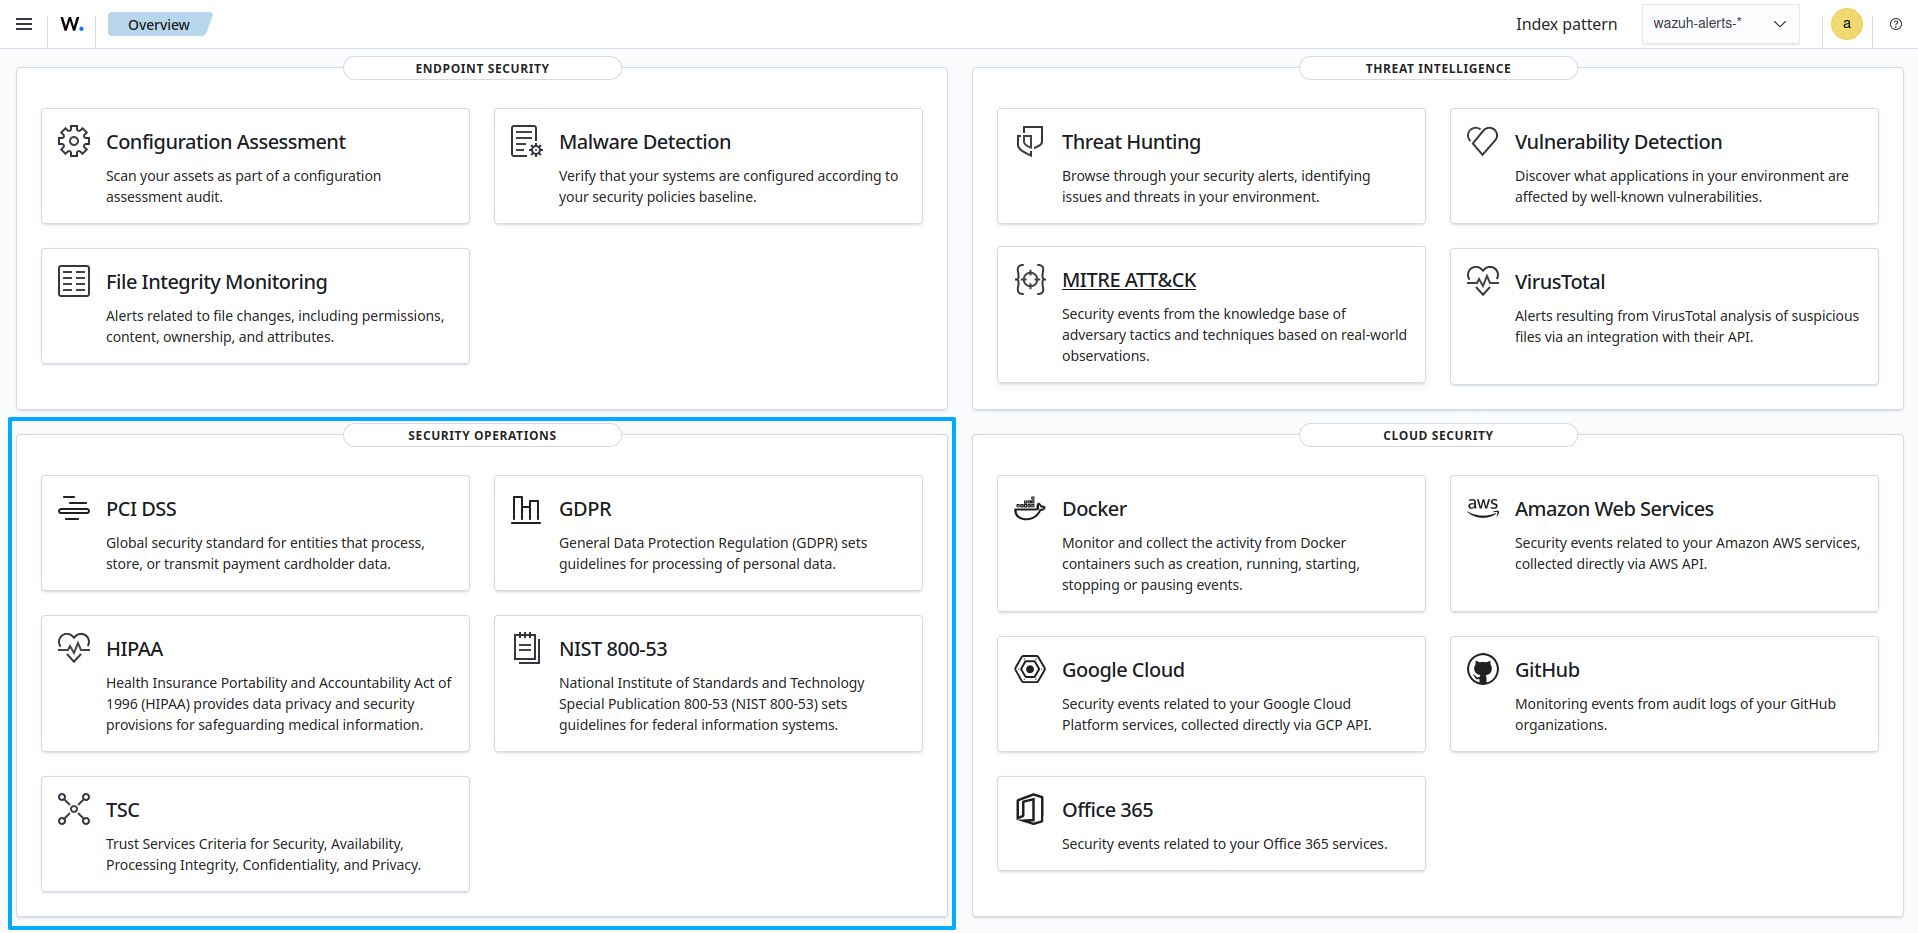 W.
Overview
Index pattern
wazuh-alerts-*
a
ENDPOINT SECURITY
Configuration Assessment
Scan your assets as part of a configuration
assessment audit.
Malware Detection
Verify that your systems are configured according to
your security policies baseline.
File Integrity Monitoring
Alerts related to file changes, including permissions,
content, ownership, and attributes.
THREAT INTELLIGENCE
Threat Hunting
Browse through your security alerts, identifying
issues and threats in your environment.
Vulnerability Detection
Discover what applications in your environment are
affected by well-known vulnerabilities.
MITRE ATT&CK
Security events from the knowledge base of
adversary tactics and techniques based on real-world
observations.
VirusTotal
Alerts resulting from VirusTotal analysis of suspicious
files via an integration with their API.
SECURITY OPERATIONS
PCI DSS
Global security standard for entities that process,
store, or transmit payment cardholder data.
GDPR
General Data Protection Regulation (GDPR) sets
guidelines for processing of personal data.
HIPAA
Health Insurance Portability and Accountability Act of
1996 (HIPAA) provides data privacy and security
provisions for safeguarding medical information.
NIST 800-53
National Institute of Standards and Technology
Special Publication 800-53 (NIST 800-53) sets
guidelines for federal information systems.
TSC
Trust Services Criteria for Security, Availability,
Processing Integrity, Confidentiality, and Privacy.
CLOUD SECURITY
Docker
Monitor and collect the activity from Docker
containers such as creation, running, starting,
stopping or pausing events.
aws
Amazon Web Services
Security events related to your Amazon AWS services,
collected directly via AWS API.
Google Cloud
Security events related to your Google Cloud
Platform services, collected directly via GCP API.
GitHub
Monitoring events from audit logs of your GitHub
organizations.
Office 365
Security events related to your Office 365 services.